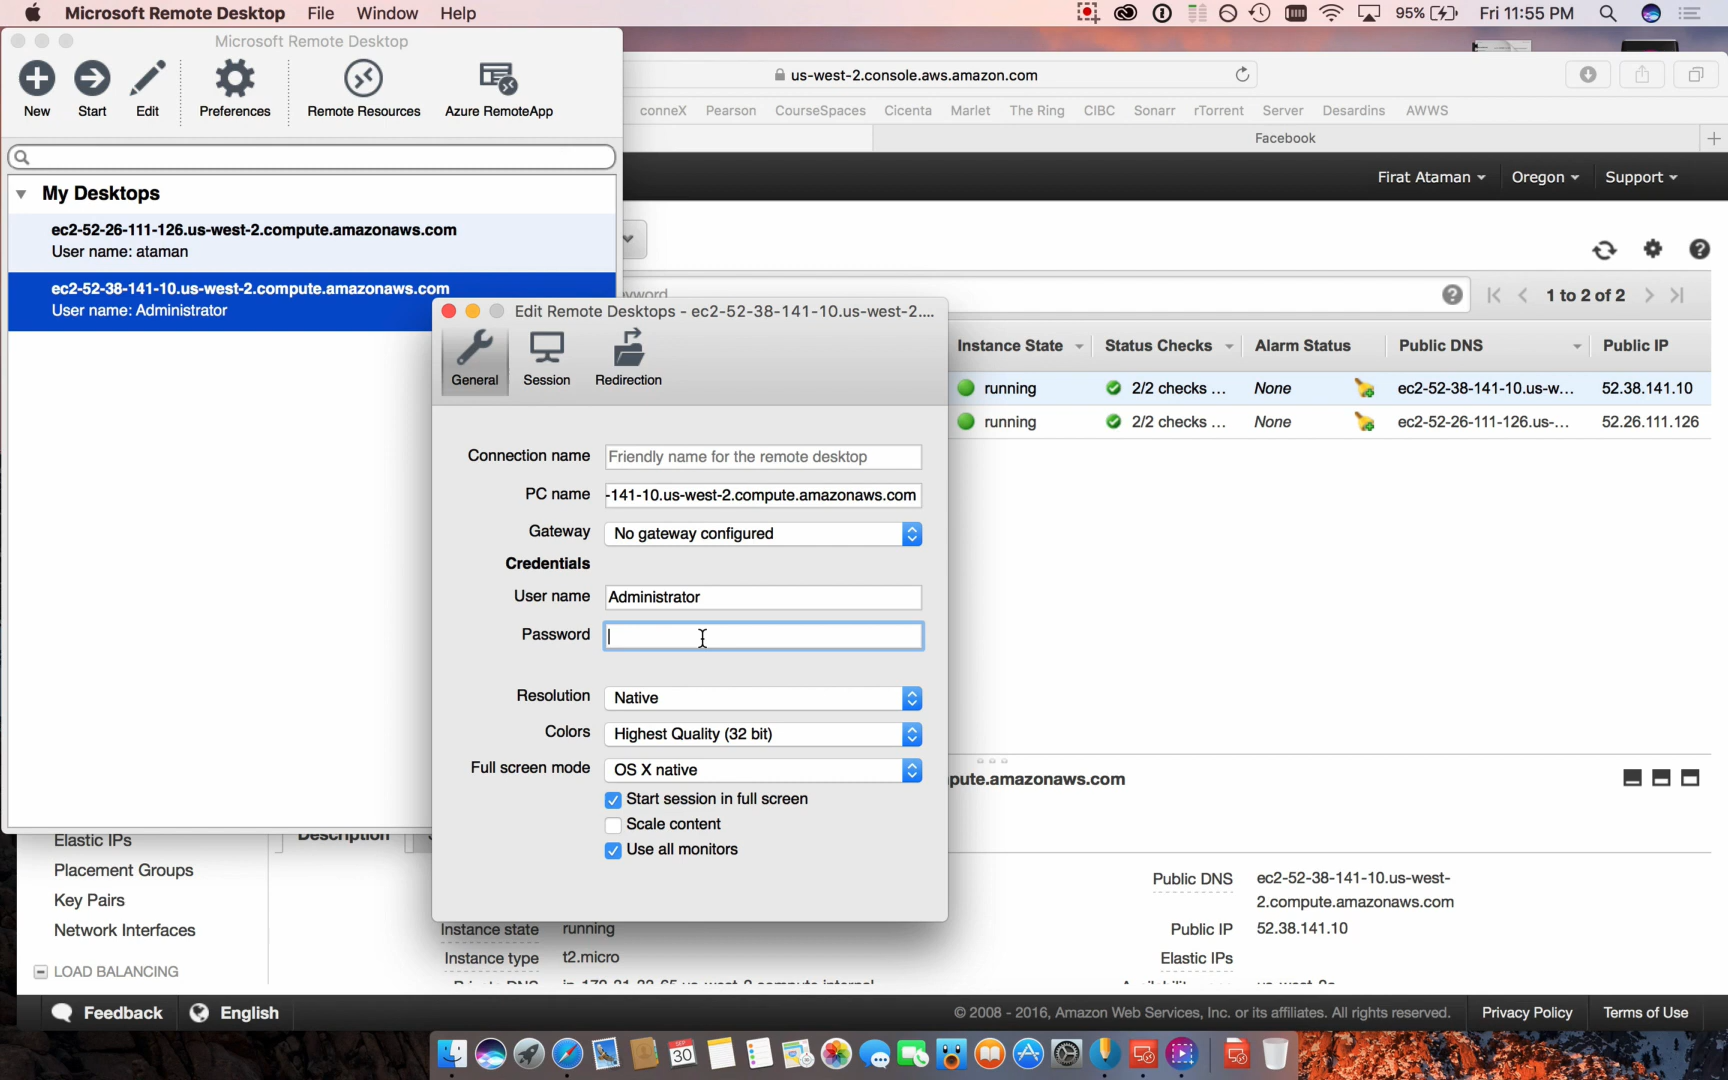 Microsoft Remote Desktop File Window Help 95% Fri 11:55 PM
Microsoft Remote Desktop
New Start Edit Preferences Remote Resources Azure RemoteApp
us-west-2.console.aws.amazon.com
conneX Pearson CourseSpaces Cicenta Marlet The Ring CIBC Sonarr rTorrent Server Desardins AWWS
Facebook
Firat Ataman Oregon Support
My Desktops
ec2-52-26-111-126.us-west-2.compute.amazonaws.com
User name: ataman
ec2-52-38-141-10.us-west-2.compute.amazonaws.com
User name: Administrator
1 to 2 of 2
Instance State Status Checks Alarm Status Public DNS Public IP
running 2/2 checks ... None ec2-52-38-141-10.us-w... 52.38.141.10
running 2/2 checks ... None ec2-52-26-111-126.us-... 52.26.111.126
Edit Remote Desktops - ec2-52-38-141-10.us-west-2....
General Session Redirection
Connection name Friendly name for the remote desktop
PC name -141-10.us-west-2.compute.amazonaws.com
Gateway No gateway configured
Credentials
User name Administrator
Password
Resolution Native
Colors Highest Quality (32 bit)
Full screen mode OS X native
Start session in full screen
Scale content
Use all monitors
pute.amazonaws.com
Description
Elastic IPs
Placement Groups
Key Pairs
Network Interfaces
LOAD BALANCING
Instance state running
Instance type t2.micro
Public DNS ec2-52-38-141-10.us-west-
2.compute.amazonaws.com
Public IP 52.38.141.10
Elastic IPs
Feedback English
© 2008 - 2016, Amazon Web Services, Inc. or its affiliates. All rights reserved. Privacy Policy Terms of Use
SEP
30